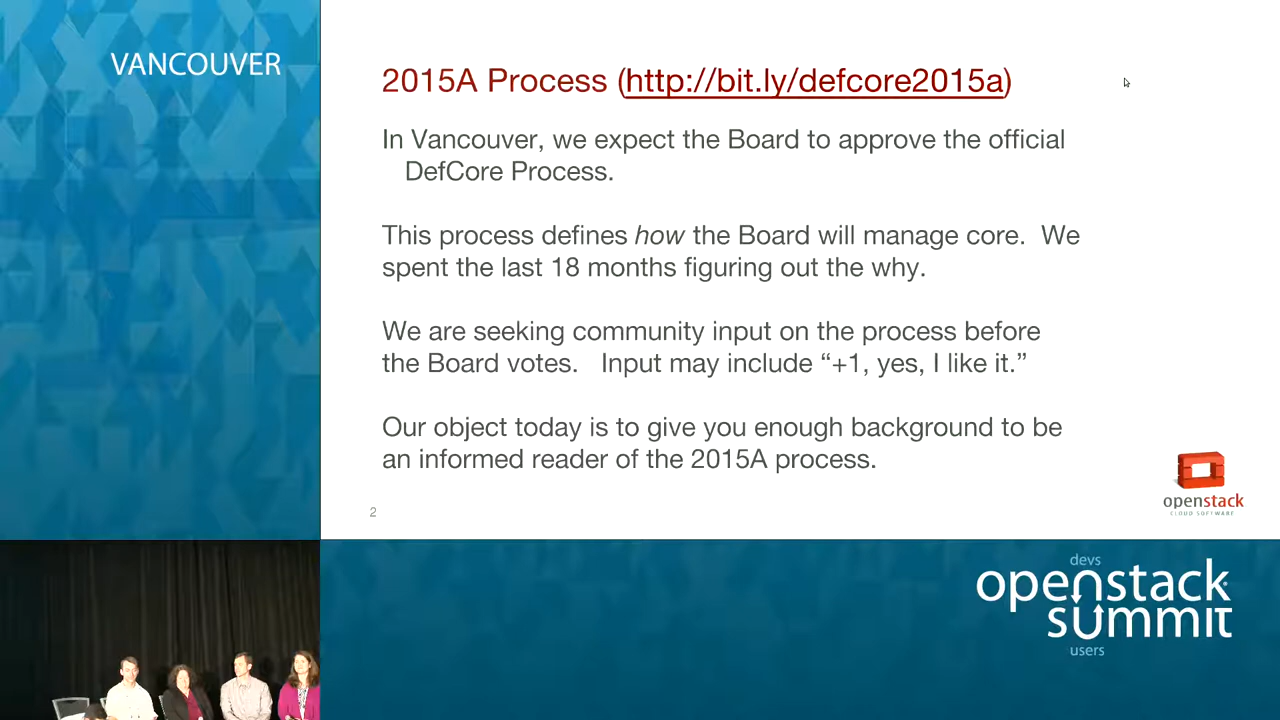 VANCOUVER
2015A Process (http://bit.ly/defcore2015a)
In Vancouver, we expect the Board to approve the official
DefCore Process.
This process defines how the Board will manage core. We
spent the last 18 months figuring out the why.
We are seeking community input on the process before
the Board votes. Input may include “+1, yes, I like it.”
Our object today is to give you enough background to be
an informed reader of the 2015A process.
2
openstack
CLOUD SOFTWARE
devs
openstack
summit
users